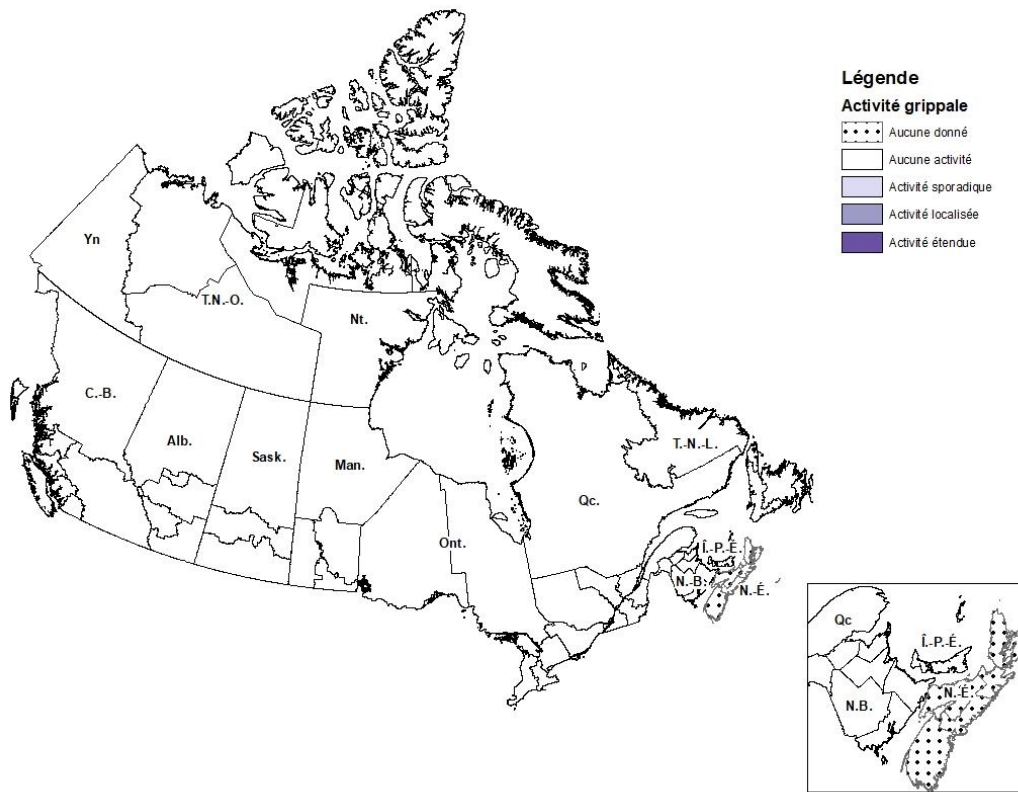 Légende
Activité grippale
Aucune donné
Aucune activité
Activité sporadique
Activité localisée
Activité étendue
Yn
T.N.-O.
Nt.
C.-B.
Alb.
Sask.
Man.
T.-N.-L.
Qc.
Ont.
Î.-P.-É.
N.-B.
N.-É.
Qc
Î.-P.-É.
N.-É.
N.B.